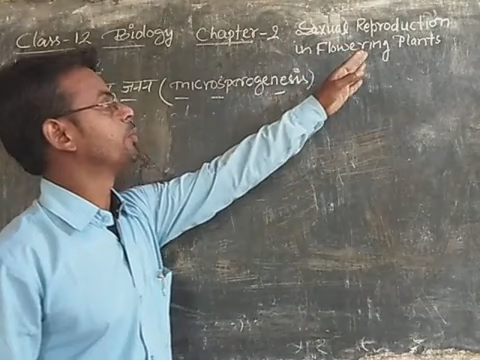 Class-12 Biology Chapter-2 Sexual Reproduction
in Flowering Plants
जनन (microsporogenesis)